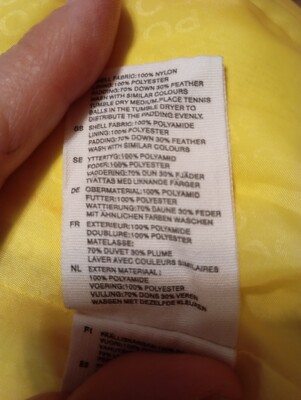 SHELL FABRIC:100% NYLON
LINING:100% POLYESTER
PADDING:70% DOWN 30% FEATHER
WASH WITH SIMILAR COLOURS
TUMBLE DRY MEDIUM.PLACE TENNIS
BALLS IN THE TUMBLE DRYER TO
DISTRIBUTE THE PADDING EVENLY.
GB SHELL FABRIC:100% POLYAMIDE
LINING:100% POLYESTER
PADDING:70% DOWN 30% FEATHER
WASH WITH SIMILAR COLOURS
SE YTTERTYG:100% POLYAMID
FODER:100% POLYESTER
VADDERING:70% DUN 30% FJÄDER
TVÄTTAS MED LIKNANDE FÄRGER
DE OBERMATERIAL:100% POLYAMID
FUTTER:100% POLYESTER
WATTIERUNG:70% DAUNE 30% FEDER
MIT ÄHNLICHEN FARBEN WASCHEN
FR EXTERIEUR:100% POLYAMIDE
DOUBLURE:100% POLYESTER
MATELASSE:
70% DUVET 30% PLUME
LAVER AVEC COULEURS SIMILAIRES
NL EXTERN MATERIAAL:
100% POLYAMIDE
VOERING:100% POLYESTER
VULLING:70% DONS 30% VEREN
WASSEN MET DEZELFDE KLEUREN
FI